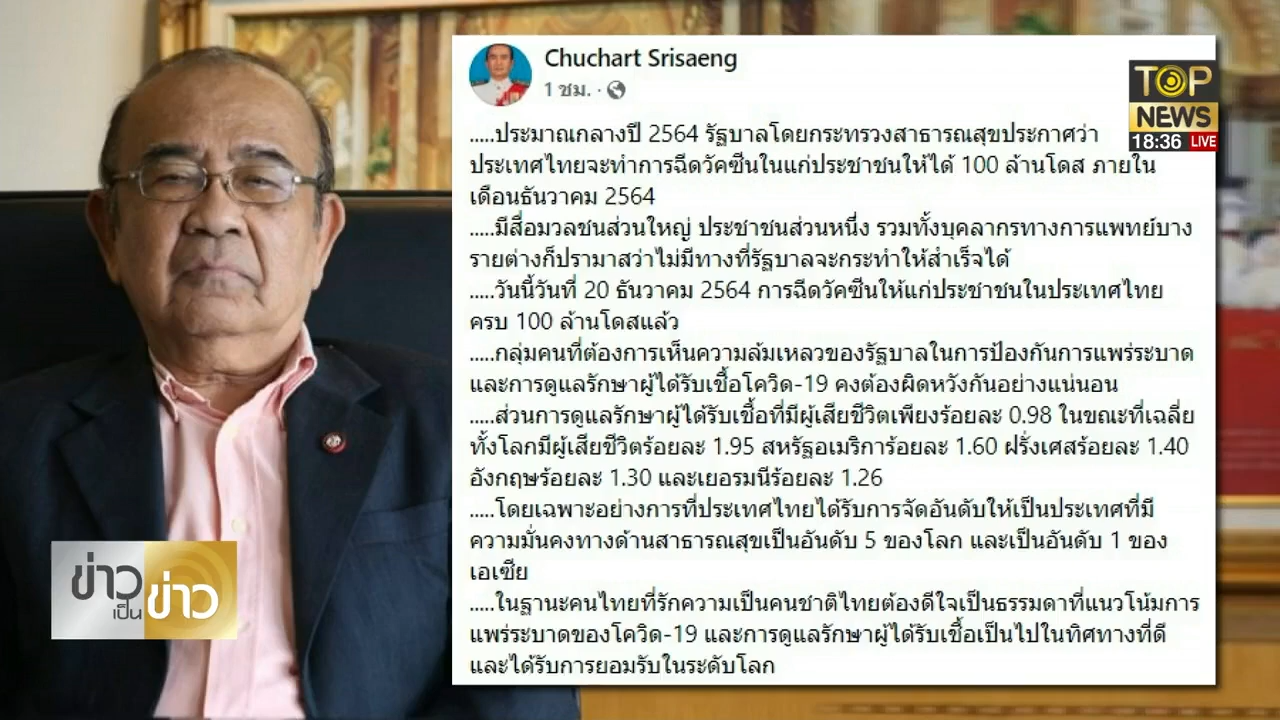 Chuchart Srisaeng
1 ชม. ·
.....ประมาณกลางปี 2564 รัฐบาลโดยกระทรวงสาธารณสุขประกาศว่า
ประเทศไทยจะทำการฉีดวัคซีนในแก่ประชาชนให้ได้ 100 ล้านโดส ภายใน
เดือนธันวาคม 2564
.....มีสื่อมวลชนส่วนใหญ่ ประชาชนส่วนหนึ่ง รวมทั้งบุคลากรทางการแพทย์บาง
รายต่างก็ปรามาสว่าไม่มีทางที่รัฐบาลจะกระทำให้สำเร็จได้
.....วันนี้วันที่ 20 ธันวาคม 2564 การฉีดวัคซีนให้แก่ประชาชนในประเทศไทย
ครบ 100 ล้านโดสแล้ว
.....กลุ่มคนที่ต้องการเห็นความล้มเหลวของรัฐบาลในการป้องกันการแพร่ระบาด
และการดูแลรักษาผู้ได้รับเชื้อโควิด-19 คงต้องผิดหวังกันอย่างแน่นอน
.....ส่วนการดูแลรักษาผู้ได้รับเชื้อที่มีผู้เสียชีวิตเพียงร้อยละ 0.98 ในขณะที่เฉลี่ย
ทั้งโลกมีผู้เสียชีวิตร้อยละ 1.95 สหรัฐอเมริการ้อยละ 1.60 ฝรั่งเศสร้อยละ 1.40
อังกฤษร้อยละ 1.30 และเยอรมนีร้อยละ 1.26
.....โดยเฉพาะอย่างการที่ประเทศไทยได้รับการจัดอันดับให้เป็นประเทศที่มี
ความมั่นคงทางด้านสาธารณสุขเป็นอันดับ 5 ของโลก และเป็นอันดับ 1 ของ
เอเซีย
.....ในฐานะคนไทยที่รักความเป็นคนชาติไทยต้องดีใจเป็นธรรมดาที่แนวโน้มการ
แพร่ระบาดของโควิด-19 และการดูแลรักษาผู้ได้รับเชื้อเป็นไปในทิศทางที่ดี
และได้รับการยอมรับในระดับโลก
TOP
NEWS
18:36 LIVE
ข่าว
เป็น
ข่าว